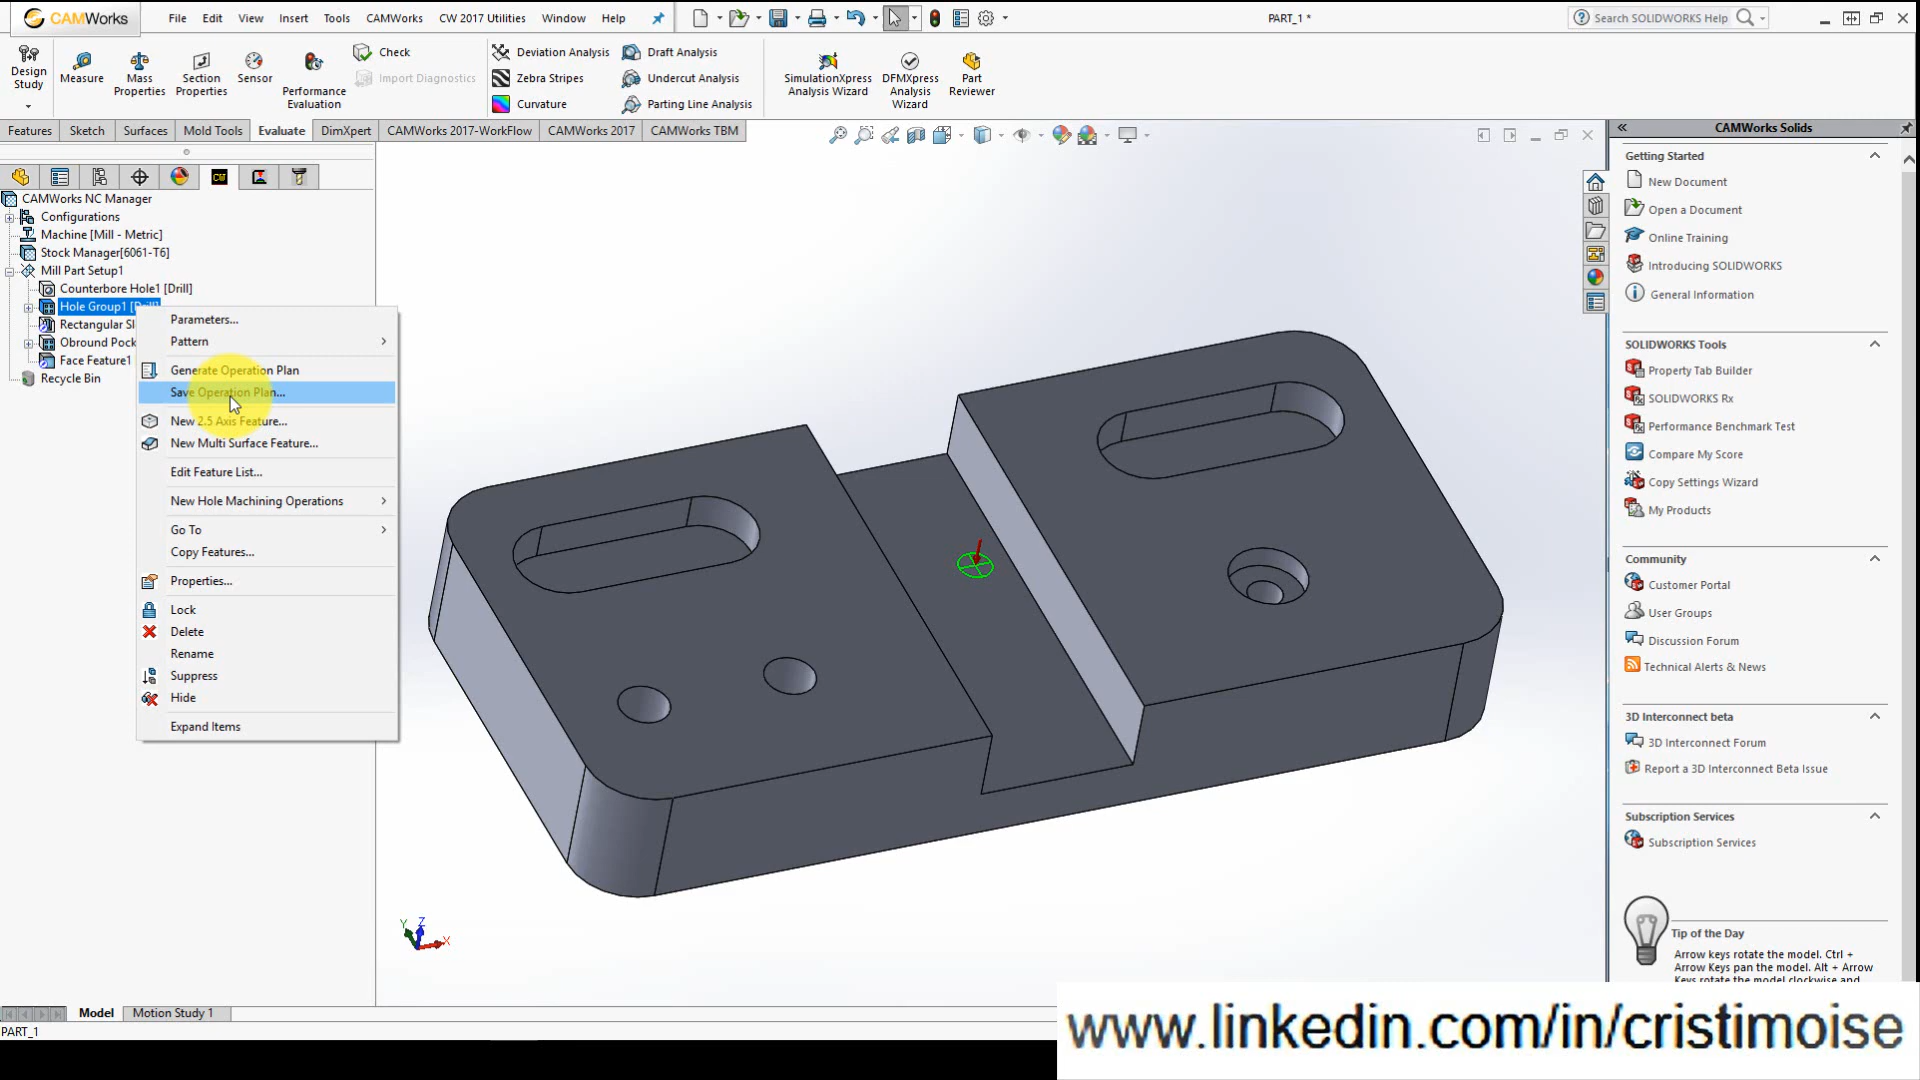 CAMWorks File Edit View Insert Tools CAMWorks CW 2017 Utilities Window Help PART_1 * Search SOLIDWORKS Help
Design Study
Measure
Mass Properties
Section Properties
Sensor
Performance Evaluation
Check
Import Diagnostics
Deviation Analysis
Zebra Stripes
Curvature
Draft Analysis
Undercut Analysis
Parting Line Analysis
SimulationXpress Analysis Wizard
DFMXpress Analysis Wizard
Part Reviewer
Features Sketch Surfaces Mold Tools Evaluate DimXpert CAMWorks 2017-WorkFlow CAMWorks 2017 CAMWorks TBM
CAMWorks NC Manager
Configurations
Machine [Mill - Metric]
Stock Manager[6061-T6]
Mill Part Setup1
Counterbore Hole1 [Drill]
Hole Group1 [Drill]
Rectangular Sl
Obround Pock
Face Feature1
Recycle Bin
Parameters...
Pattern
Generate Operation Plan
Save Operation Plan...
New 2.5 Axis Feature...
New Multi Surface Feature...
Edit Feature List...
New Hole Machining Operations
Go To
Copy Features...
Properties...
Lock
Delete
Rename
Suppress
Hide
Expand Items
Y Z X
CAMWorks Solids
Getting Started
New Document
Open a Document
Online Training
Introducing SOLIDWORKS
General Information
SOLIDWORKS Tools
Property Tab Builder
SOLIDWORKS Rx
Performance Benchmark Test
Compare My Score
Copy Settings Wizard
My Products
Community
Customer Portal
User Groups
Discussion Forum
Technical Alerts & News
3D Interconnect beta
3D Interconnect Forum
Report a 3D Interconnect Beta Issue
Subscription Services
Subscription Services
Tip of the Day
Arrow keys rotate the model. Ctrl +
Arrow Keys pan the model. Alt + Arrow
Keys rotate the model clockwise and
Model Motion Study 1
PART_1
www.linkedin.com/in/cristimoise